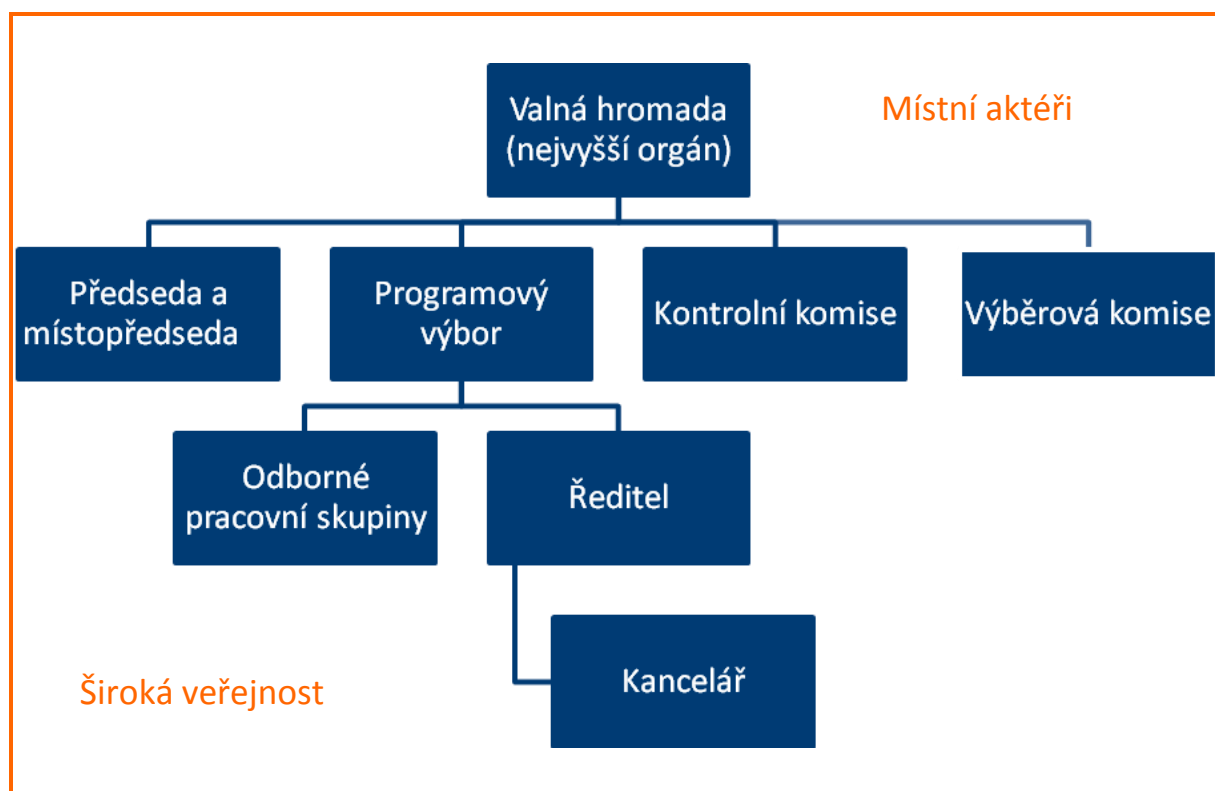 Valná hromada
(nejvyšší orgán)
Místní aktéři
Předseda a
místopředseda
Programový
výbor
Kontrolní komise
Výběrová komise
Odborné
pracovní skupiny
Ředitel
Kancelář
Široká veřejnost